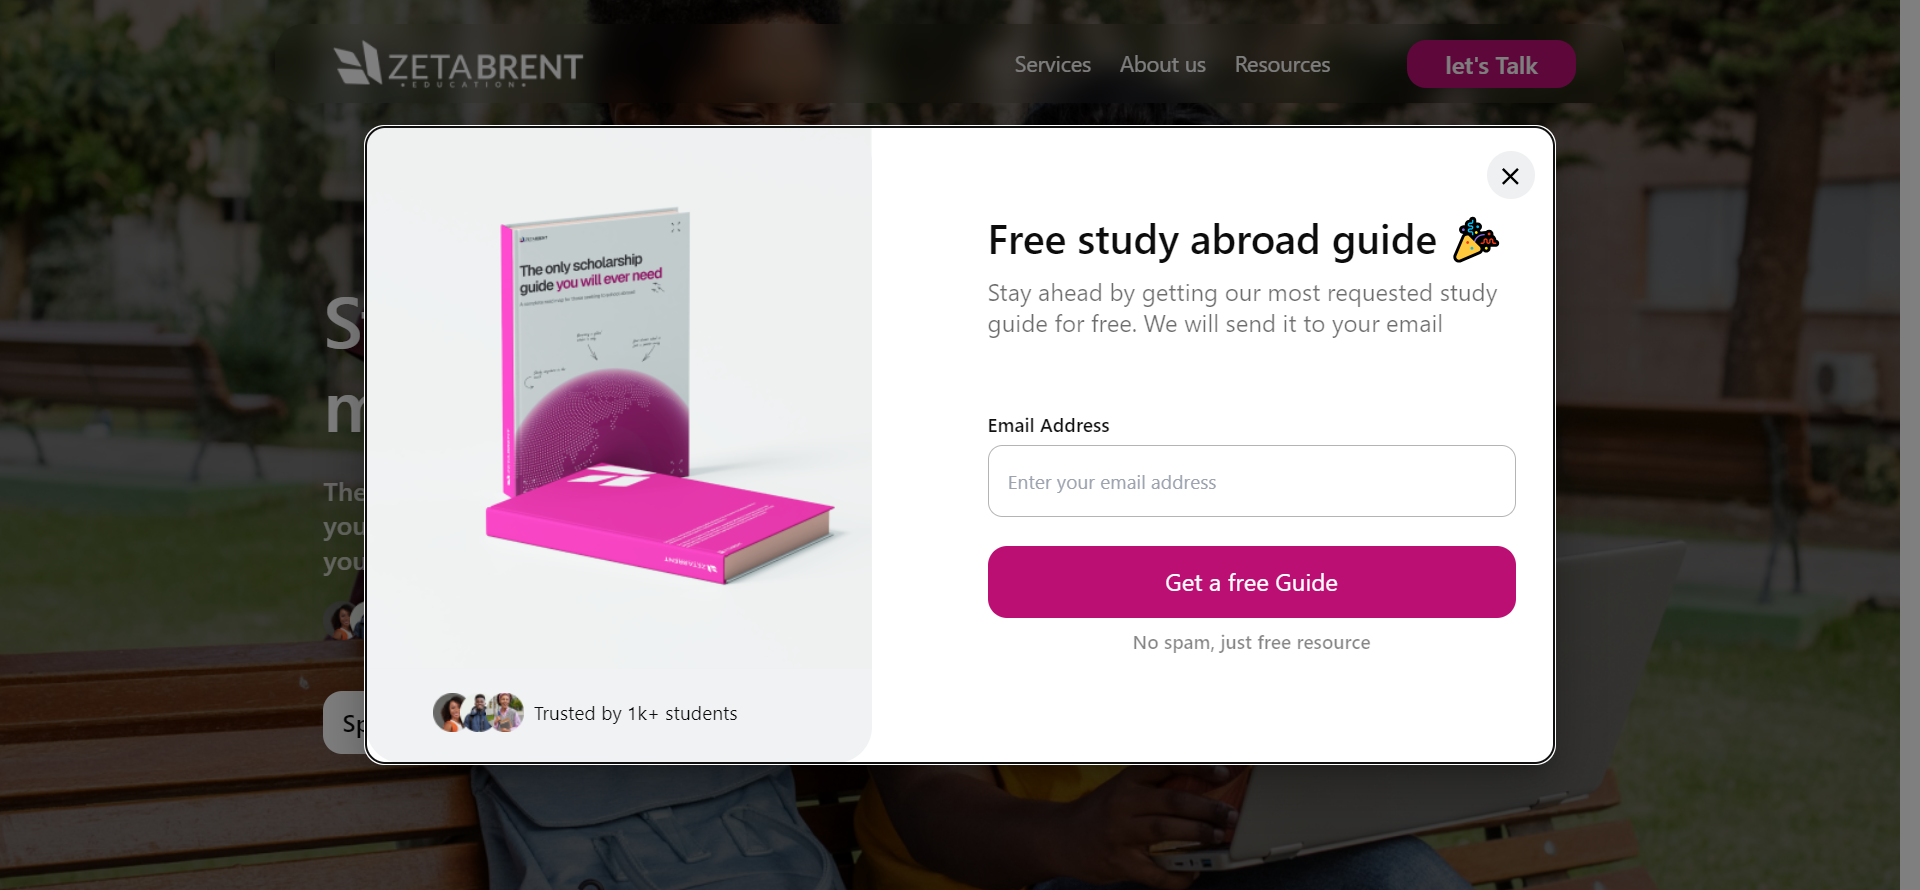 ZETABRENT
•EDUCATION•
Services
About us
Resources
let's Talk
ZETABRENT
The only scholarship
guide you will ever need
ZETABRENT
ZETABRENT
Trusted by 1k+ students
Free study abroad guide 🎉
Stay ahead by getting our most requested study
guide for free. We will send it to your email
Email Address
Enter your email address
Get a free Guide
No spam, just free resource
The
you
you